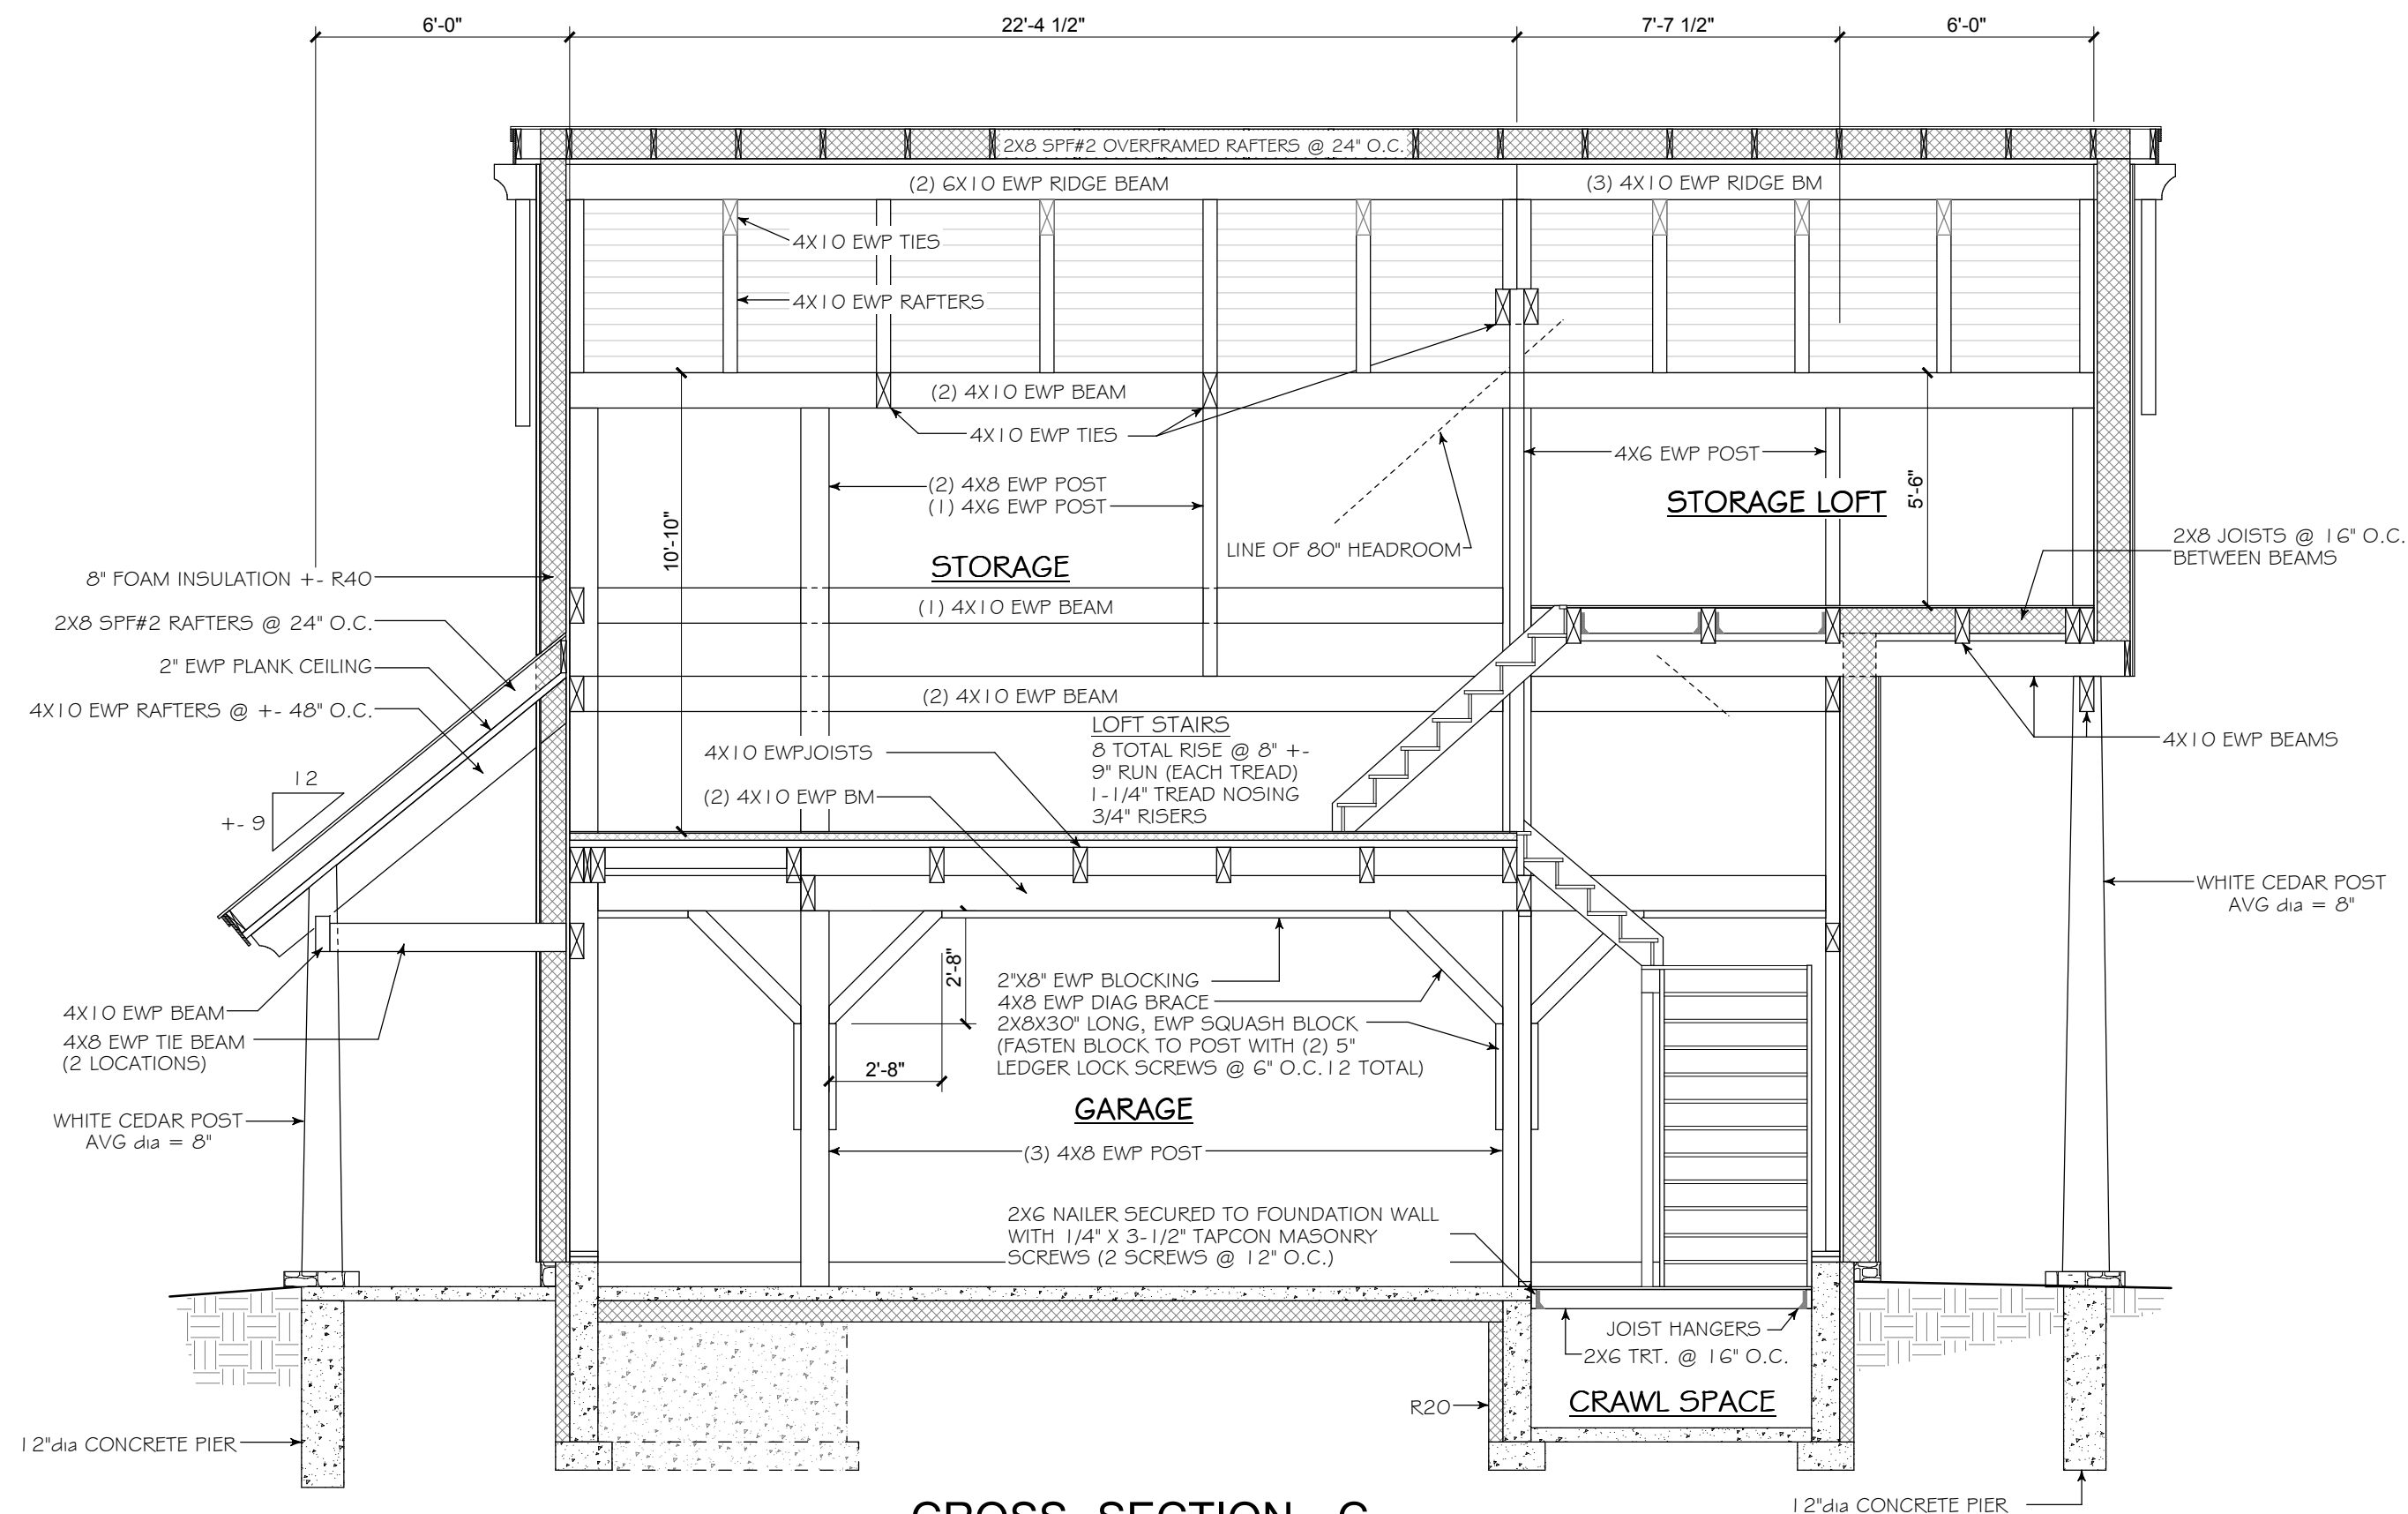 6'-0"
22'-4 1/2"
7'-7 1/2"
6'-0"
2X8 SPF#2 OVERFRAMED RAFTERS @ 24" O.C.
(2) 6X10 EWP RIDGE BEAM
(3) 4X10 EWP RIDGE BM
4X10 EWP TIES
4X10 EWP RAFTERS
(2) 4X10 EWP BEAM
4X10 EWP TIES
4X6 EWP POST
(2) 4X8 EWP POST
(1) 4X6 EWP POST
STORAGE LOFT
5'-6"
10'-10"
LINE OF 80" HEADROOM
2X8 JOISTS @ 16" O.C.
BETWEEN BEAMS
STORAGE
8" FOAM INSULATION +- R40
(1) 4X10 EWP BEAM
2X8 SPF#2 RAFTERS @ 24" O.C.
2" EWP PLANK CEILING
(2) 4X10 EWP BEAM
4X10 EWP RAFTERS @ +- 48" O.C.
LOFT STAIRS
8 TOTAL RISE @ 8" +-
9" RUN (EACH TREAD)
1-1/4" TREAD NOSING
3/4" RISERS
4X10 EWPJOISTS
(2) 4X10 EWP BM
4X10 EWP BEAMS
12
+- 9
WHITE CEDAR POST
AVG dia = 8"
2'-8"
2"X8" EWP BLOCKING
4X8 EWP DIAG BRACE
2X8X30" LONG, EWP SQUASH BLOCK
(FASTEN BLOCK TO POST WITH (2) 5"
LEDGER LOCK SCREWS @ 6" O.C.12 TOTAL)
4X10 EWP BEAM
4X8 EWP TIE BEAM
(2 LOCATIONS)
2'-8"
GARAGE
WHITE CEDAR POST
AVG dia = 8"
(3) 4X8 EWP POST
2X6 NAILER SECURED TO FOUNDATION WALL
WITH 1/4" X 3-1/2" TAPCON MASONRY
SCREWS (2 SCREWS @ 12" O.C.)
JOIST HANGERS
2X6 TRT. @ 16" O.C.
CRAWL SPACE
R20
12"dia CONCRETE PIER
12"dia CONCRETE PIER
CROSS SECTION